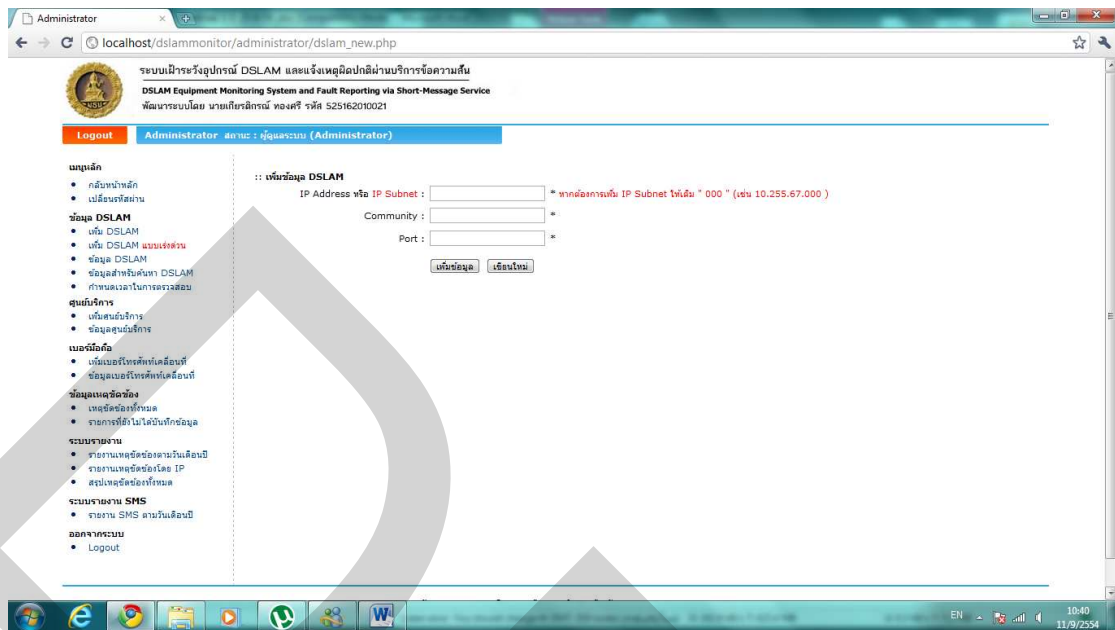 Administrator
localhost/dslammonitor/administrator/dslam_new.php
ระบบเฝ้าระวังอุปกรณ์ DSLAM และแจ้งเหตุผิดปกติผ่านบริการข้อความสั้น
DSLAM Equipment Monitoring System and Fault Reporting via Short-Message Service
พัฒนาระบบโดย นายเกียรติกรณ์ ทองศรี รหัส 525162010021
Logout
Administrator สถานะ : ผู้ดูแลระบบ (Administrator)
เมนูหลัก
กลับหน้าหลัก
เปลี่ยนรหัสผ่าน
ข้อมูล DSLAM
เพิ่ม DSLAM
เพิ่ม DSLAM แบบเร่งด่วน
ข้อมูล DSLAM
ข้อมูลสำหรับค้นหา DSLAM
กำหนดเวลาในการตรวจสอบ
ศูนย์บริการ
เพิ่มศูนย์บริการ
ข้อมูลศูนย์บริการ
เบอร์มือถือ
เพิ่มเบอร์โทรศัพท์เคลื่อนที่
ข้อมูลเบอร์โทรศัพท์เคลื่อนที่
ข้อมูลเหตุขัดข้อง
เหตุขัดข้องทั้งหมด
รายการที่ยังไม่ได้บันทึกข้อมูล
ระบบรายงาน
รายงานเหตุขัดข้องตามวันเดือนปี
รายงานเหตุขัดข้องโดย IP
สรุปเหตุขัดข้องทั้งหมด
ระบบรายงาน SMS
รายงาน SMS ตามวันเดือนปี
ออกจากระบบ
Logout
:: เพิ่มข้อมูล DSLAM
IP Address หรือ IP Subnet : * หากต้องการเพิ่ม IP Subnet ให้เติม " 000 " (เช่น 10.255.67.000 )
Community : *
Port : *
เพิ่มข้อมูล เขียนใหม่
EN
10:40
11/9/2554